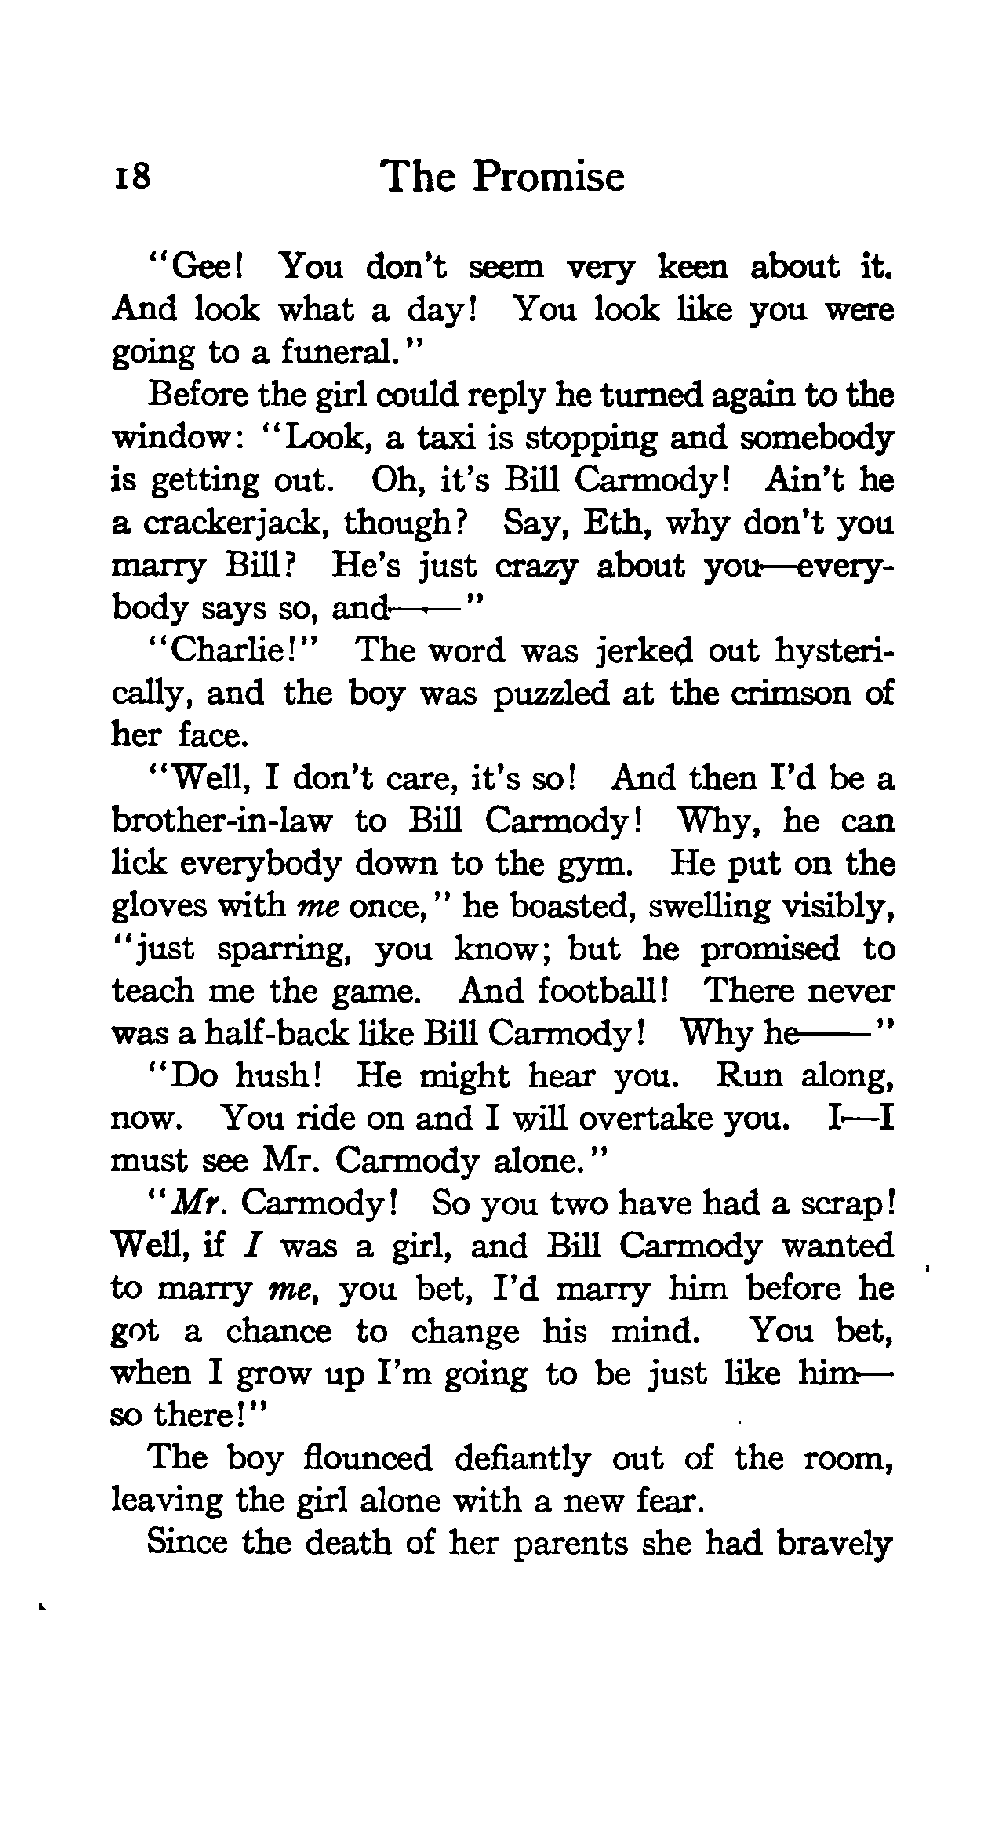 18 The Promise
"Gee! You don't seem very keen about it.
And look what a day! You look like you were
going to a funeral."
Before the girl could reply he turned again to the
window: "Look, a taxi is stopping and somebody
is getting out. Oh, it's Bill Carmody! Ain't he
a crackerjack, though? Say, Eth, why don't you
marry Bill? He's just crazy about you—every-
body says so, and——"
"Charlie!" The word was jerked out hysteri-
cally, and the boy was puzzled at the crimson of
her face.
"Well, I don't care, it's so! And then I'd be a
brother-in-law to Bill Carmody! Why, he can
lick everybody down to the gym. He put on the
gloves with me once," he boasted, swelling visibly,
"just sparring, you know; but he promised to
teach me the game. And football! There never
was a half-back like Bill Carmody! Why he——"
"Do hush! He might hear you. Run along,
now. You ride on and I will overtake you. I—I
must see Mr. Carmody alone."
"Mr. Carmody! So you two have had a scrap!
Well, if I was a girl, and Bill Carmody wanted
to marry me, you bet, I'd marry him before he
got a chance to change his mind. You bet,
when I grow up I'm going to be just like him—
so there!"
The boy flounced defiantly out of the room,
leaving the girl alone with a new fear.
Since the death of her parents she had bravely